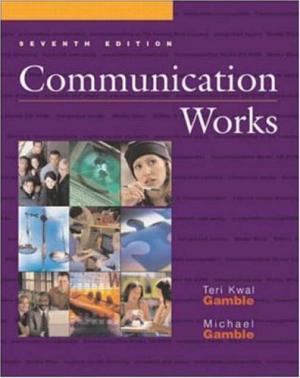 SEVENTH EDITION
Communication
Works
Teri Kwal
Gamble
Michael
Gamble